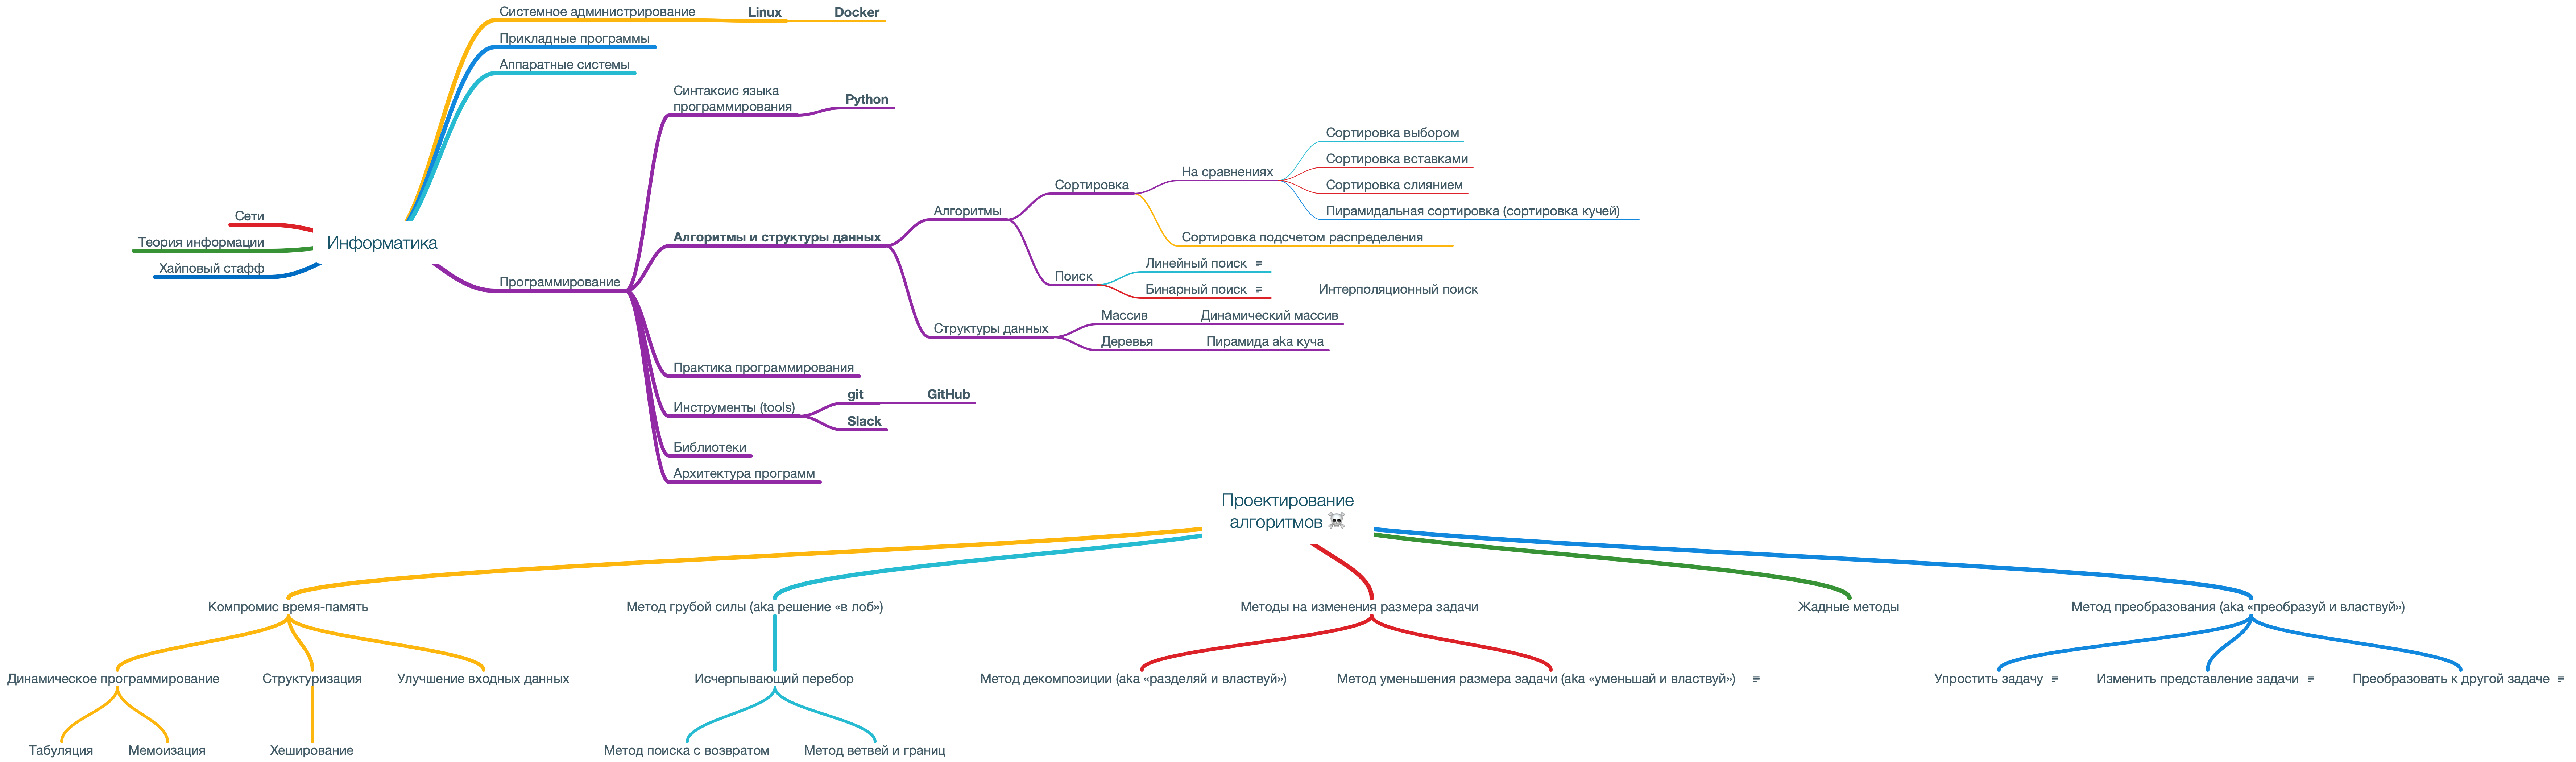 Системное администрирование
Linux
Docker
Прикладные программы
Аппаратные системы
Синтаксис языка
программирования
Python
Сортировка выбором
Сортировка вставками
На сравнениях
Сортировка слиянием
Сортировка
Пирамидальная сортировка (сортировка кучей)
Алгоритмы
Сети
Алгоритмы и структуры данных
Сортировка подсчетом распределения
Информатика
Теория информации
Линейный поиск
Хайповый стафф
Поиск
Программирование
Бинарный поиск
Интерполяционный поиск
Массив
Динамический массив
Структуры данных
Деревья
Пирамида aka куча
Практика программирования
git
GitHub
Инструменты (tools)
Slack
Библиотеки
Архитектура программ
Проектирование
алгоритмов ☠️
Компромис время-память
Метод грубой силы (aka решение «в лоб»)
Методы на изменения размера задачи
Жадные методы
Метод преобразования (aka «преобразуй и властвуй»)
Динамическое программирование
Структуризация
Улучшение входных данных
Исчерпывающий перебор
Метод декомпозиции (aka «разделяй и властвуй»)
Метод уменьшения размера задачи (aka «уменьшай и властвуй»)
Упростить задачу
Изменить представление задачи
Преобразовать к другой задаче
Табуляция
Мемоизация
Хеширование
Метод поиска с возвратом
Метод ветвей и границ